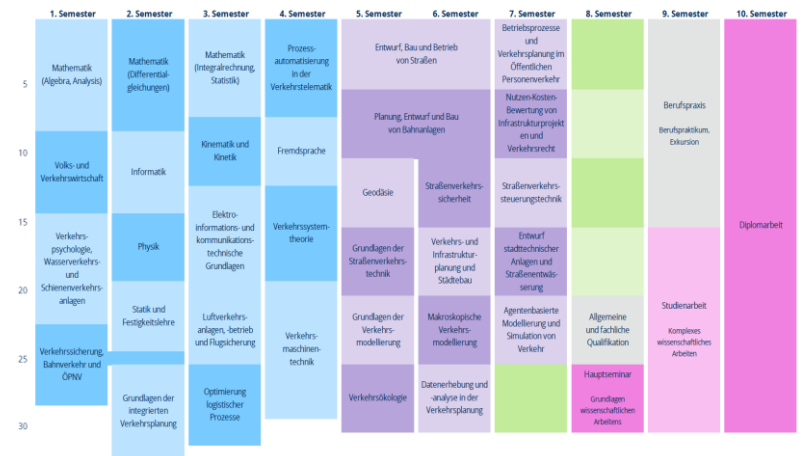 1. Semester
2. Semester
3. Semester
4. Semester
5. Semester
6. Semester
7. Semester
8. Semester
9. Semester
10. Semester
5
10
15
20
25
30
Mathematik
(Algebra, Analysis)
Volks- und
Verkehrswirtschaft
Verkehrs-
psychologie,
Wasserverkehrs-
und
Schienenverkehrs-
anlagen
Verkehrssicherung,
Bahnverkehr und
ÖPNV
Mathematik
(Differential-
gleichungen)
Informatik
Physik
Statik und
Festigkeitslehre
Grundlagen der
integrierten
Verkehrsplanung
Mathematik
(Integralrechnung,
Statistik)
Kinematik und
Kinetik
Elektro-
informations- und
kommunikations-
technische
Grundlagen
Luftverkehrs-
anlagen, -betrieb
und Flugsicherung
Optimierung
logistischer
Prozesse
Prozess-
automatisierung
in der
Verkehrstelematik
Fremdsprache
Verkehrssystem-
theorie
Verkehrs-
maschinen-
technik
Entwurf, Bau und Betrieb
von Straßen
Planung, Entwurf und Bau
von Bahnanlagen
Geodäsie
Grundlagen der
Straßenverkehrs-
technik
Grundlagen der
Verkehrs-
modellierung
Verkehrsökologie
Straßenverkehrs-
sicherheit
Verkehrs- und
Infrastruktur-
planung und
Städtebau
Makroskopische
Verkehrs-
modellierung
Datenerhebung und
-analyse in der
Verkehrsplanung
Betriebsprozesse
und
Verkehrsplanung im
Öffentlichen
Personenverkehr
Nutzen-Kosten-
Bewertung von
Infrastrukturprojekt
en und
Verkehrsrecht
Straßenverkehrs-
steuerungstechnik
Entwurf
stadttechnischer
Anlagen und
Straßenentwäs-
serung
Agentenbasierte
Modellierung und
Simulation von
Verkehr
Allgemeine
und fachliche
Qualifikation
Hauptseminar
Grundlagen
wissenschaftlichen
Arbeitens
Berufspraxis
Berufspraktikum,
Exkursion
Studienarbeit
Komplexes
wissenschaftliches
Arbeiten
Diplomarbeit